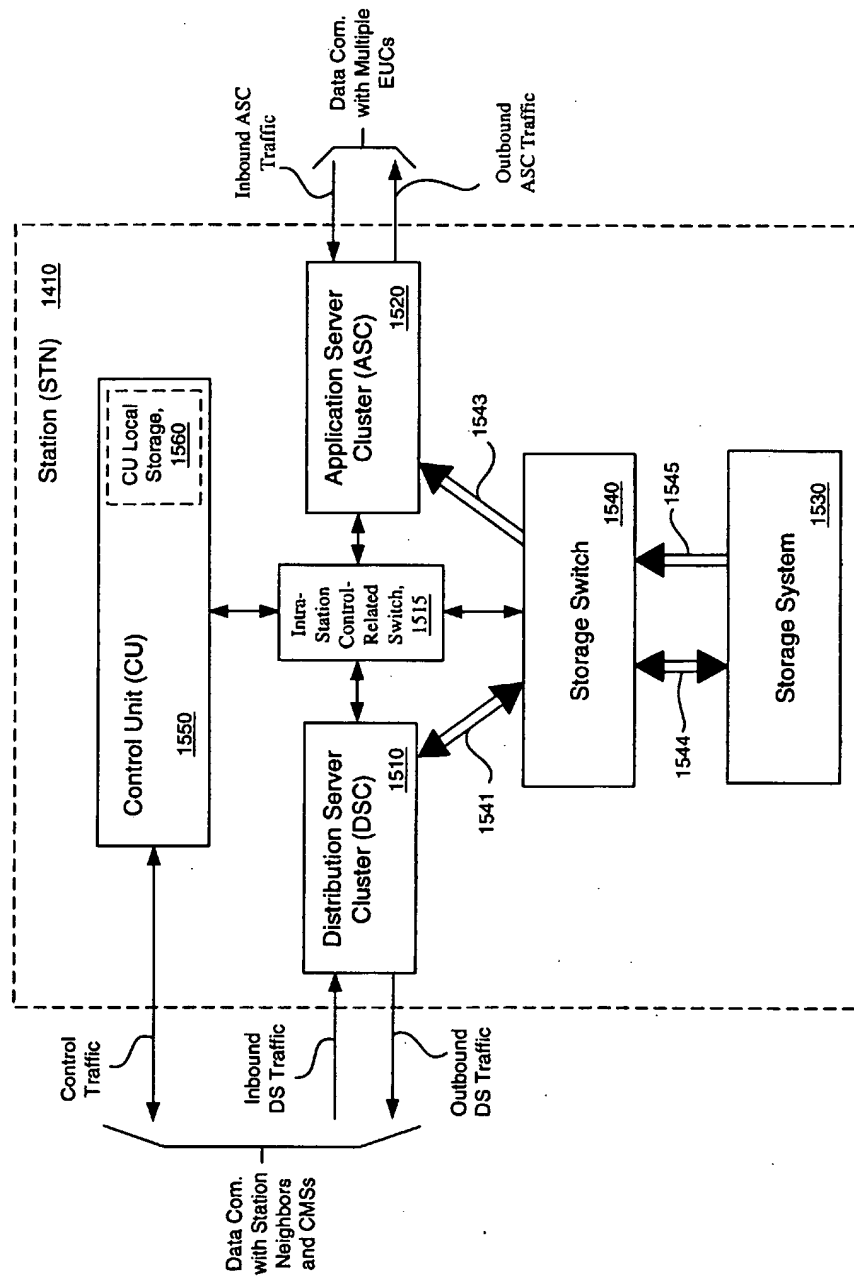 Station (STN) 1410
Control Unit (CU)
1550
CU Local
Storage,
1560
Control
Traffic
Inbound
DS Traffic
Outbound
DS Traffic
Data Com.
with Station
Neighbors
and CMSs
Distribution Server
Cluster (DSC)
1510
Intra-
Station
Control-
Related
Switch, 1515
Application Server
Cluster (ASC)
1520
Inbound ASC
Traffic
Outbound
ASC Traffic
Data Com.
with Multiple
EUCs
1541
1543
Storage Switch
1540
1544
1545
Storage System
1530